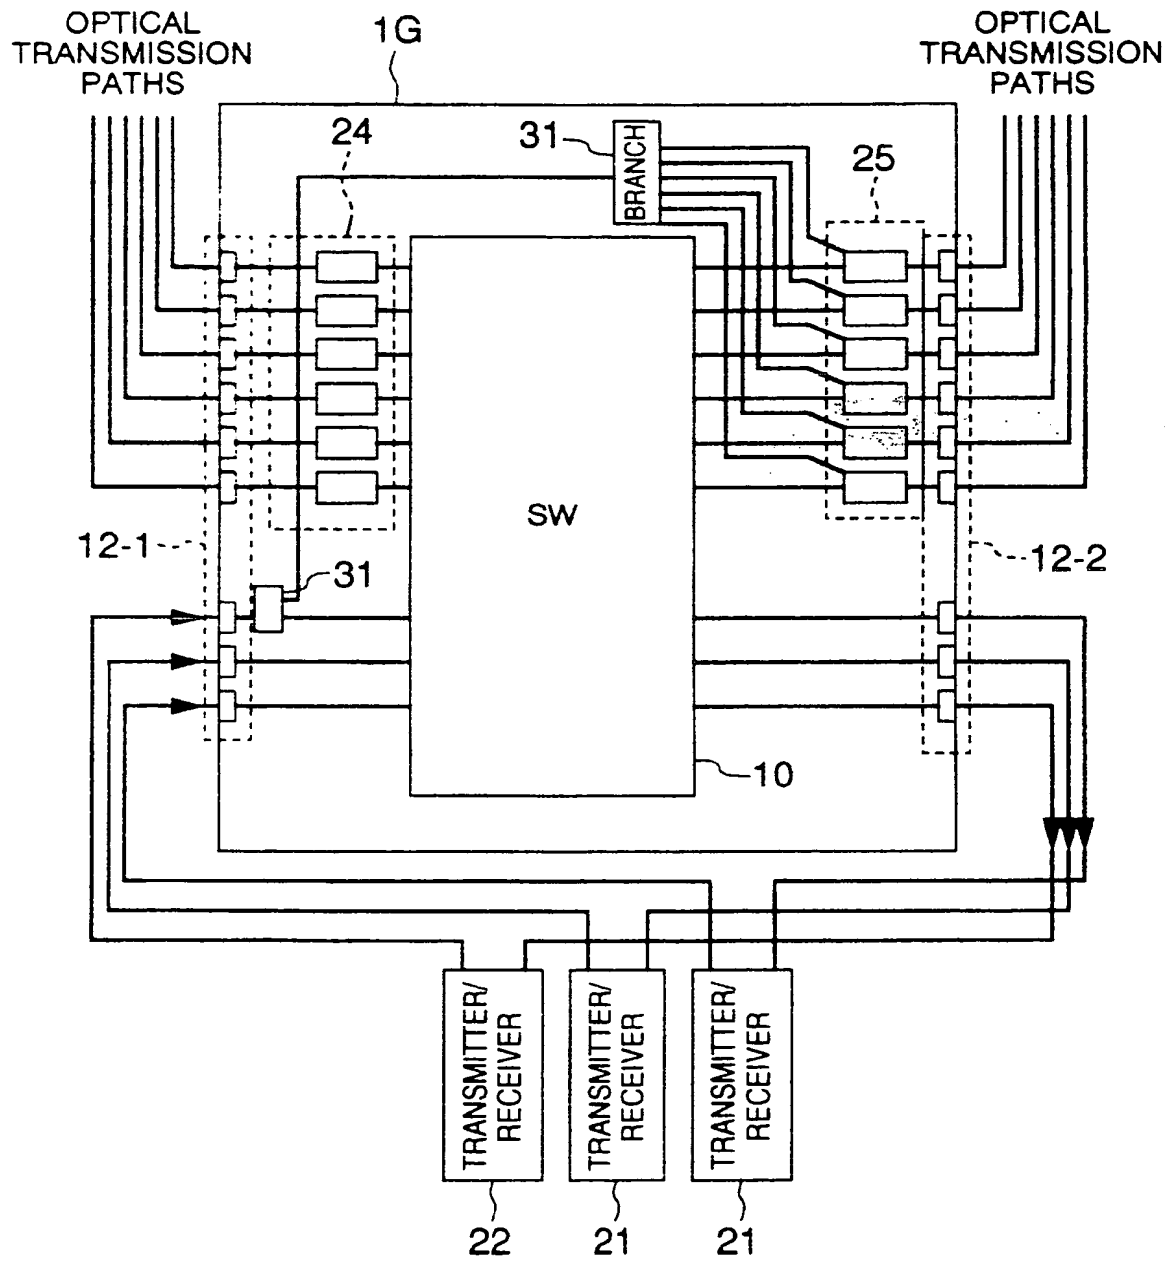 OPTICAL
TRANSMISSION
PATHS
1G
OPTICAL
TRANSMISSION
PATHS
24
31
BRANCH
25
SW
12-1
31
12-2
10
TRANSMITTER/
RECEIVER
TRANSMITTER/
RECEIVER
TRANSMITTER/
RECEIVER
22
21
21